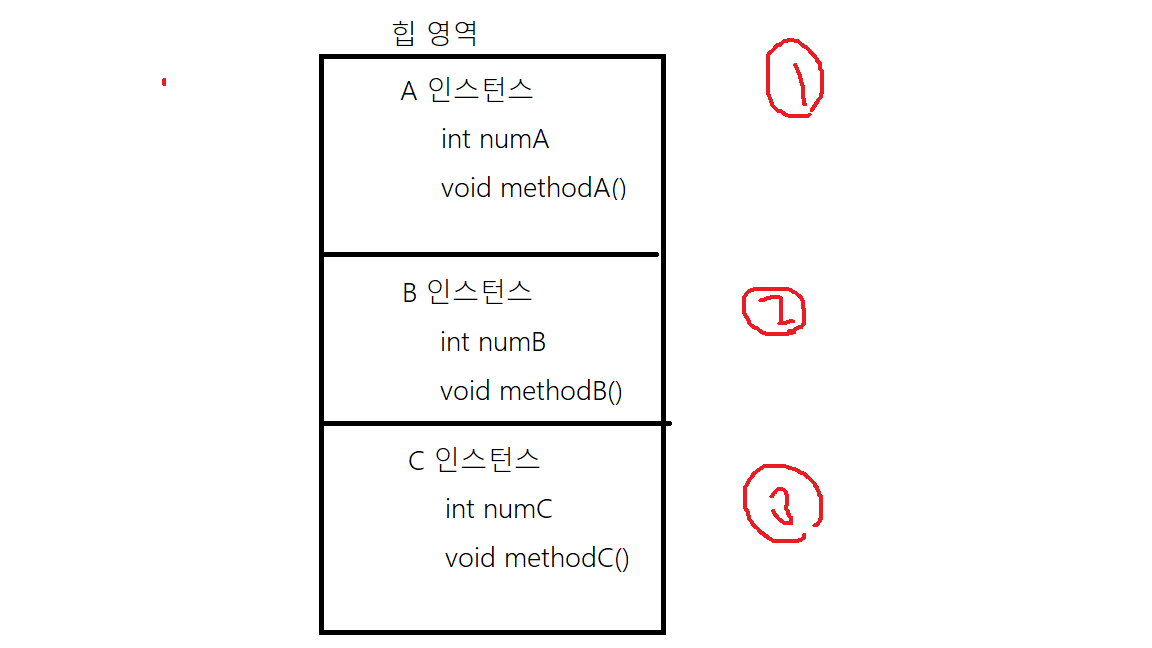 힙 영역
A 인스턴스
int numA
void methodA()
1
B 인스턴스
int numB
void methodB()
2
C 인스턴스
int numC
void methodC()
3